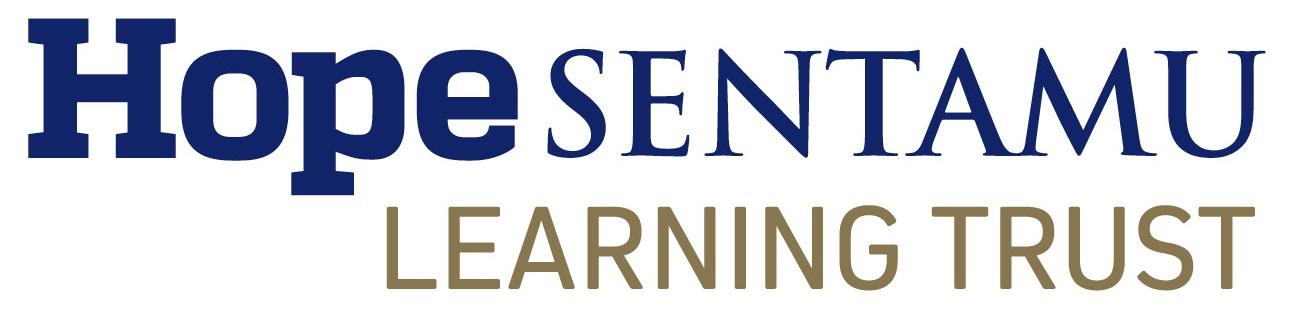 Hope SENTAMU
LEARNING TRUST